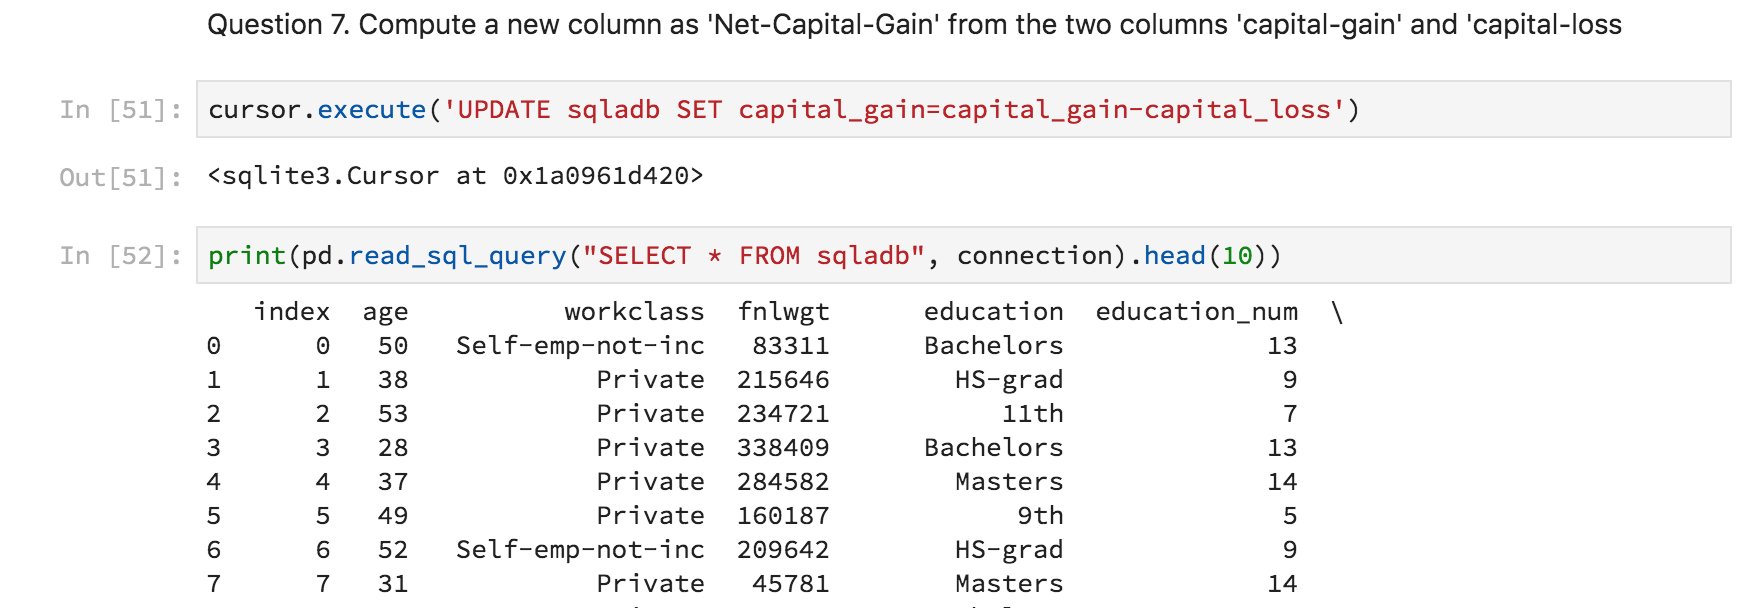 Question 7. Compute a new column as 'Net-Capital-Gain' from the two columns 'capital-gain' and 'capital-loss
In [51]: cursor.execute('UPDATE sqladb SET capital_gain=capital_gain-capital_loss')
Out[51]: <sqlite3.Cursor at 0x1a0961d420>
In [52]: print(pd.read_sql_query("SELECT * FROM sqladb", connection).head(10))
index age workclass fnlwgt education education_num \
0 0 50 Self-emp-not-inc 83311 Bachelors 13
1 1 38 Private 215646 HS-grad 9
2 2 53 Private 234721 11th 7
3 3 28 Private 338409 Bachelors 13
4 4 37 Private 284582 Masters 14
5 5 49 Private 160187 9th 5
6 6 52 Self-emp-not-inc 209642 HS-grad 9
7 7 31 Private 45781 Masters 14